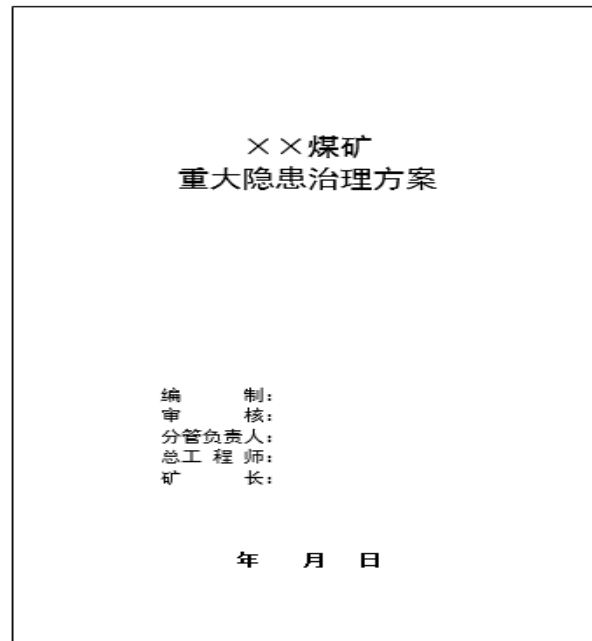 ××煤矿
重大隐患治理方案
编 制：
审 核：
分管负责人：
总工 程 师：
矿 长：
年 月 日